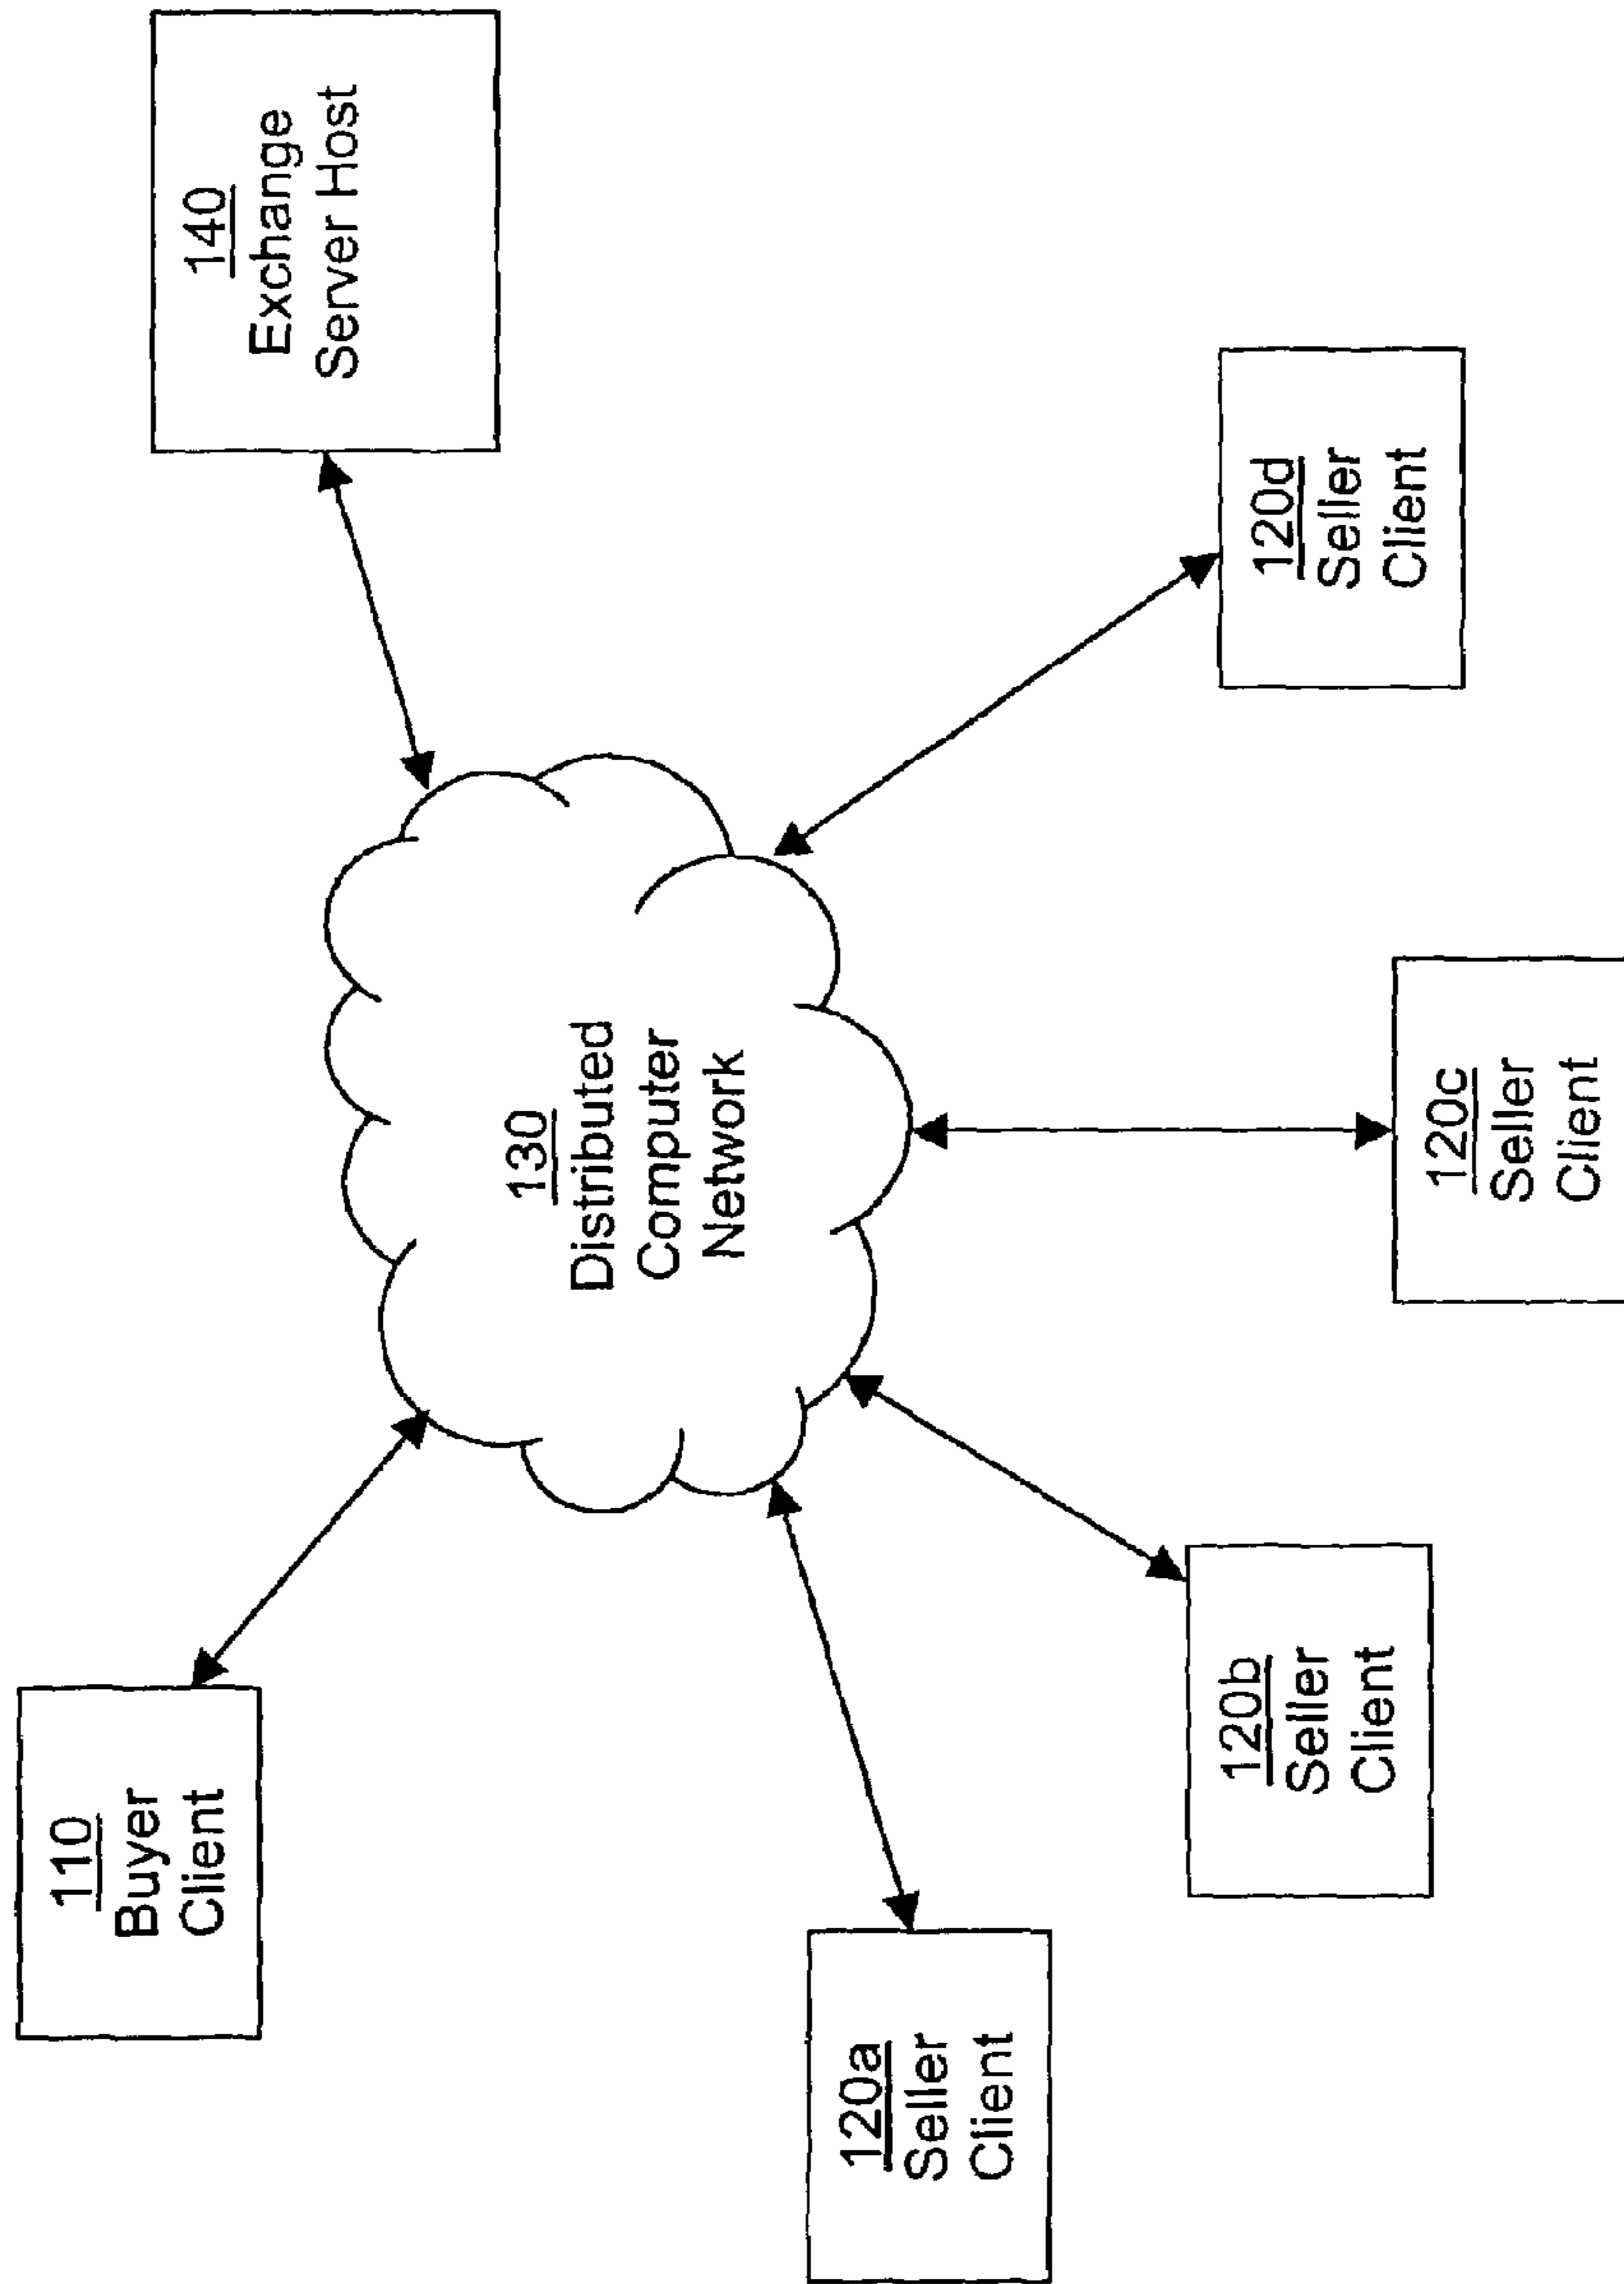 110
Buyer
Client
140
Exchange
Server Host
130
Distributed
Computer
Network
120a
Seller
Client
120b
Seller
Client
120c
Seller
Client
120d
Seller
Client